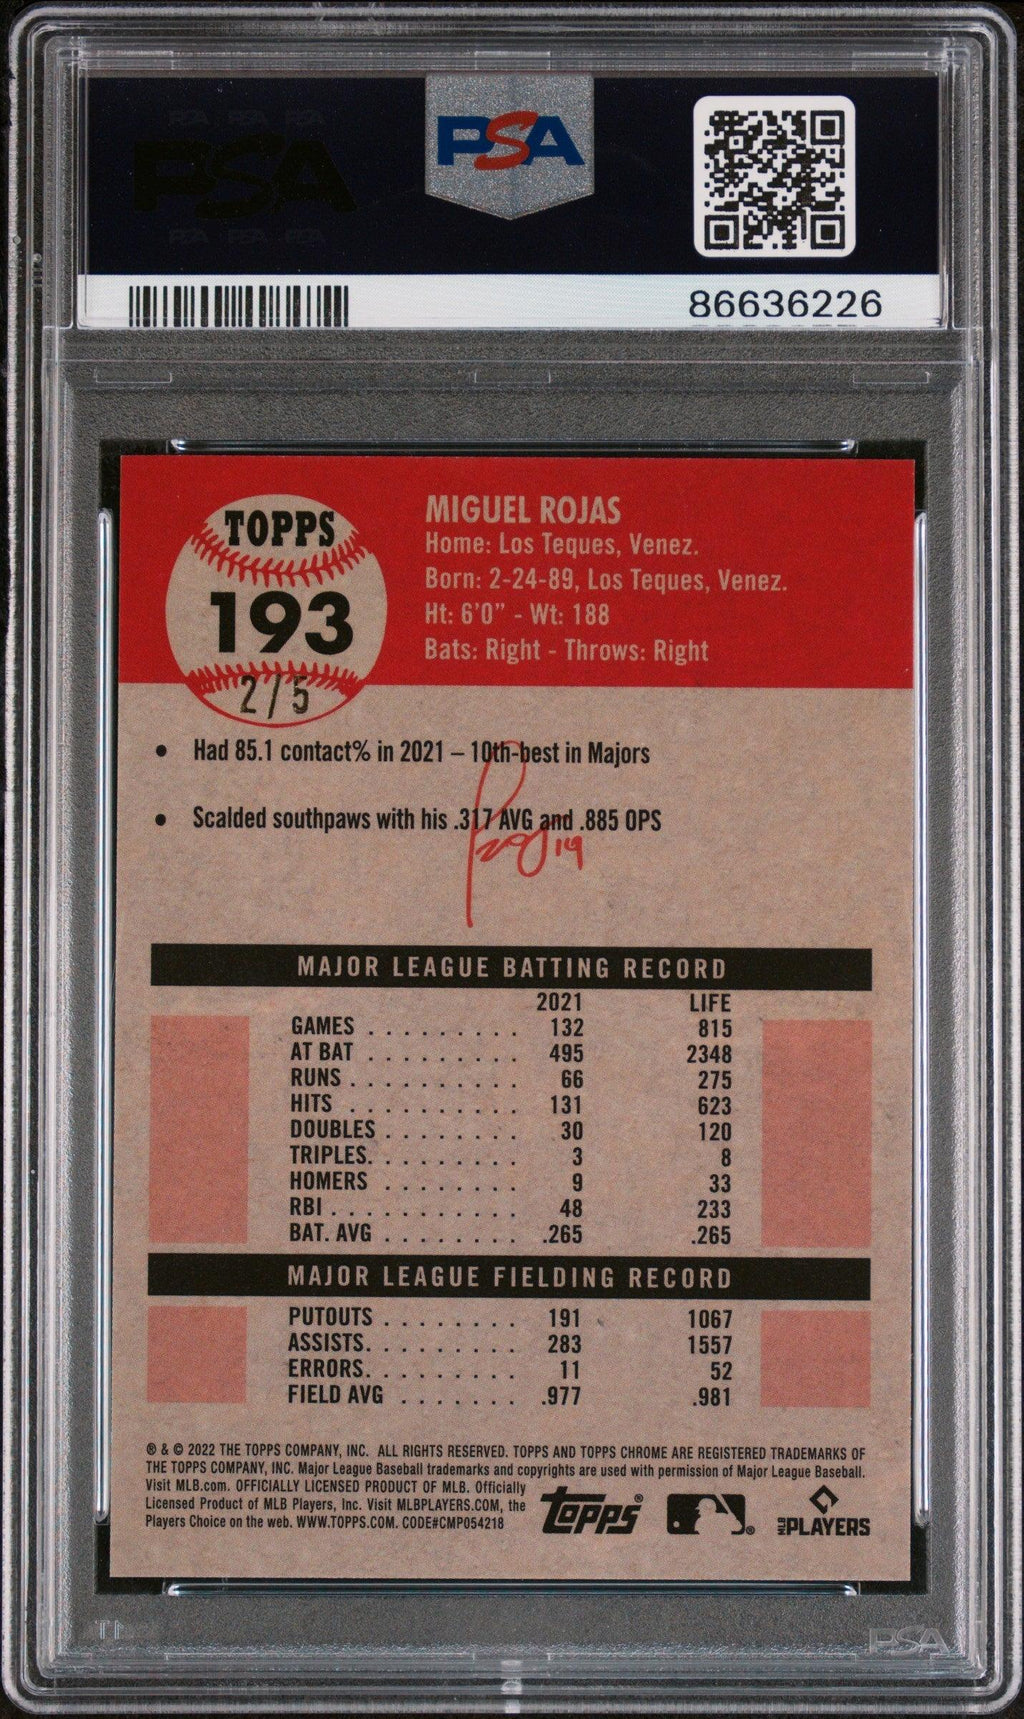 PSA PSA PSA
PSA
PSA PSA PSA
PSA
86636226
TOPPS
193
2/5
MIGUEL ROJAS
Home: Los Teques, Venez.
Born: 2-24-89, Los Teques, Venez.
Ht: 6'0" - Wt: 188
Bats: Right - Throws: Right
• Had 85.1 contact% in 2021 – 10th-best in Majors
• Scalded southpaws with his .317 AVG and .885 OPS
19
MAJOR LEAGUE BATTING RECORD
2021 LIFE
GAMES . . . . . . . . . 132 815
AT BAT . . . . . . . . . 495 2348
RUNS . . . . . . . . . . 66 275
HITS . . . . . . . . . . 131 623
DOUBLES . . . . . . . . 30 120
TRIPLES. . . . . . . . . 3 8
HOMERS . . . . . . . . . 9 33
RBI . . . . . . . . . . . 48 233
BAT. AVG . . . . . . . . .265 .265
MAJOR LEAGUE FIELDING RECORD
PUTOUTS . . . . . . . . 191 1067
ASSISTS. . . . . . . . . 283 1557
ERRORS. . . . . . . . . 11 52
FIELD AVG . . . . . . . .977 .981
® & © 2022 THE TOPPS COMPANY, INC. ALL RIGHTS RESERVED. TOPPS AND TOPPS CHROME ARE REGISTERED TRADEMARKS OF
THE TOPPS COMPANY, INC. Major League Baseball trademarks and copyrights are used with permission of Major League Baseball.
Visit MLB.com. OFFICIALLY LICENSED PRODUCT OF MLB. Officially
Licensed Product of MLB Players, Inc. Visit MLBPLAYERS.COM, the
Players Choice on the web. WWW.TOPPS.COM. CODE#CMP054218
Topps®
®
MLB PLAYERS
PSA